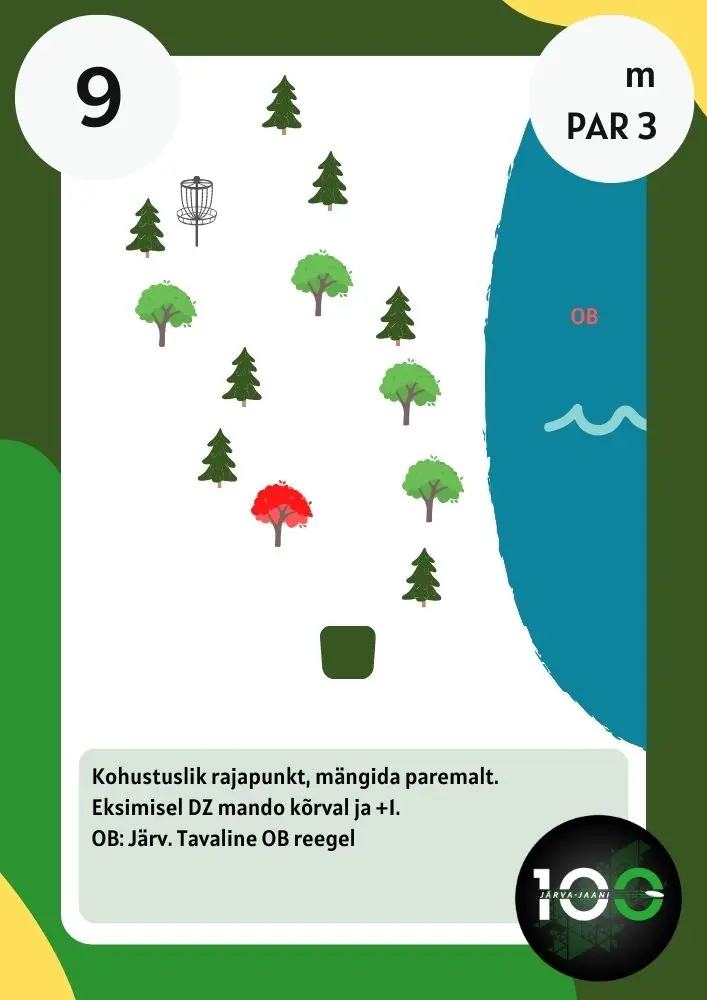 9
m
PAR 3
OB
Kohustuslik rajapunkt, mängida paremalt.
Eksimisel DZ mando kõrval ja +1.
OB: Järv. Tavaline OB reegel
100
JÄRVA-JAANI